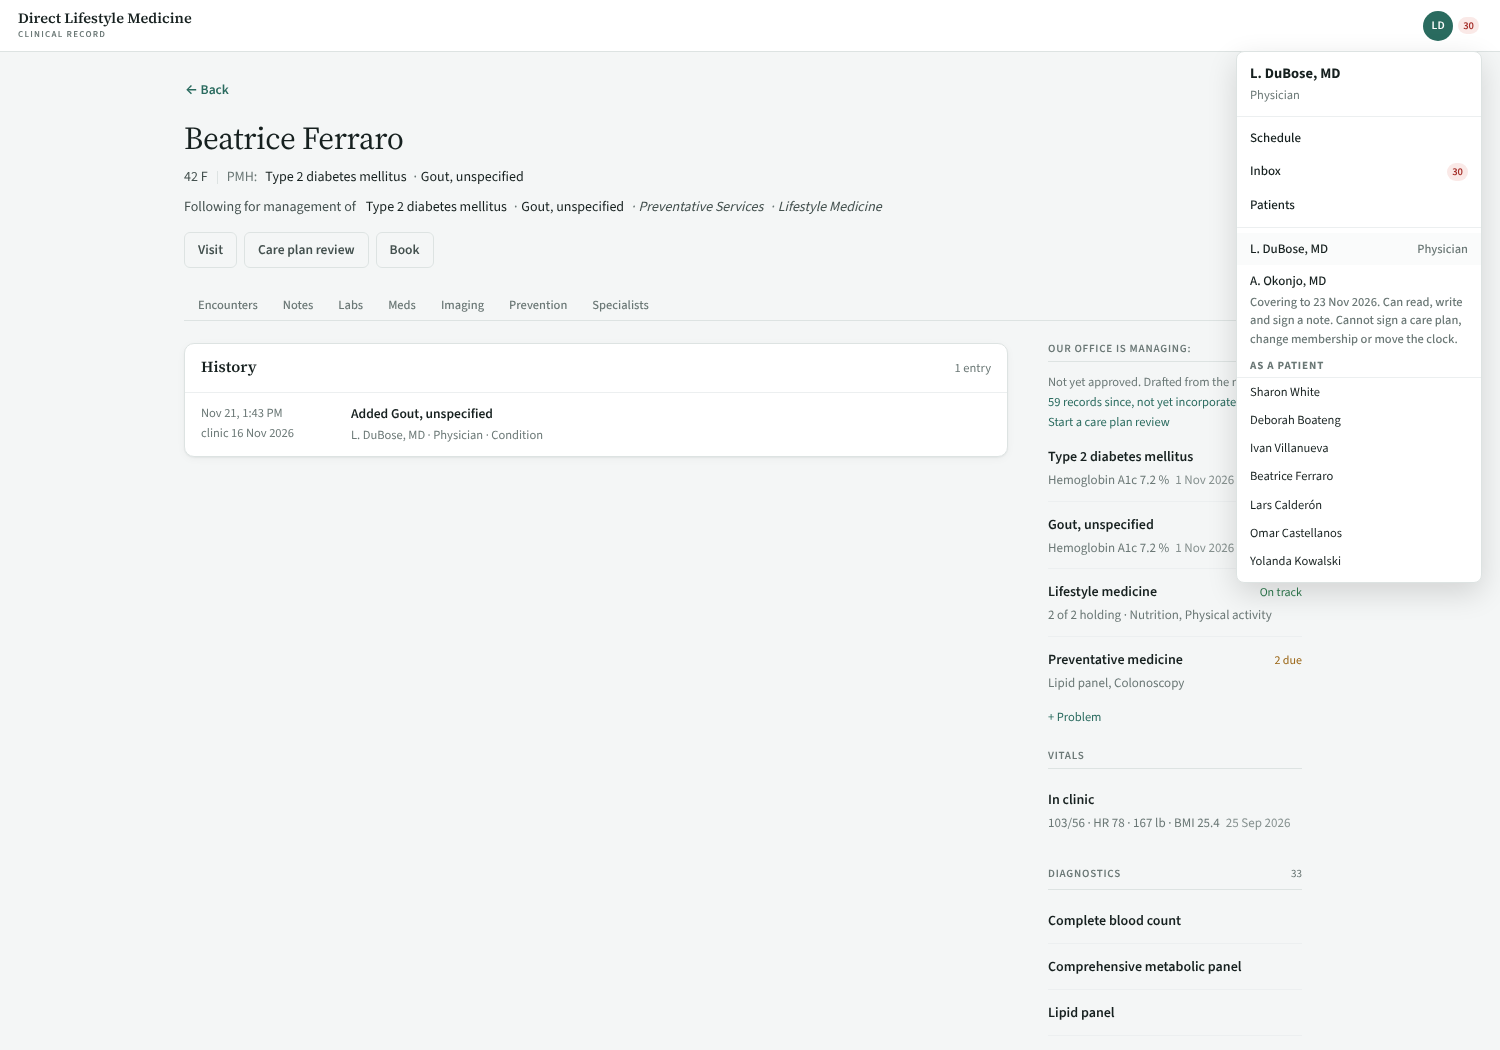 Direct Lifestyle Medicine
CLINICAL RECORD
LD
30
← Back
Beatrice Ferraro
42 F PMH: Type 2 diabetes mellitus · Gout, unspecified
Following for management of Type 2 diabetes mellitus · Gout, unspecified · Preventative Services · Lifestyle Medicine
Visit
Care plan review
Book
Encounters
Notes
Labs
Meds
Imaging
Prevention
Specialists
History
1 entry
Nov 21, 1:43 PM
clinic 16 Nov 2026
Added Gout, unspecified
L. DuBose, MD · Physician · Condition
OUR OFFICE IS MANAGING:
Not yet approved. Drafted from the
59 records since, not yet
Start a care plan review
Type 2 diabetes mellitus
Hemoglobin A1c 7.2 % 1 Nov 2026
Gout, unspecified
Hemoglobin A1c 7.2 % 1 Nov 2026
Lifestyle medicine
On track
2 of 2 holding · Nutrition, Physical activity
Preventative medicine
2 due
Lipid panel, Colonoscopy
+ Problem
VITALS
In clinic
103/56 · HR 78 · 167 lb · BMI 25.4 25 Sep 2026
DIAGNOSTICS
33
Complete blood count
Comprehensive metabolic panel
Lipid panel
L. DuBose, MD
Physician
Schedule
Inbox
30
Patients
L. DuBose, MD
Physician
A. Okonjo, MD
Covering to 23 Nov 2026. Can read, write
and sign a note. Cannot sign a care plan,
change membership or move the clock.
AS A PATIENT
Sharon White
Deborah Boateng
Ivan Villanueva
Beatrice Ferraro
Lars Calderón
Omar Castellanos
Yolanda Kowalski